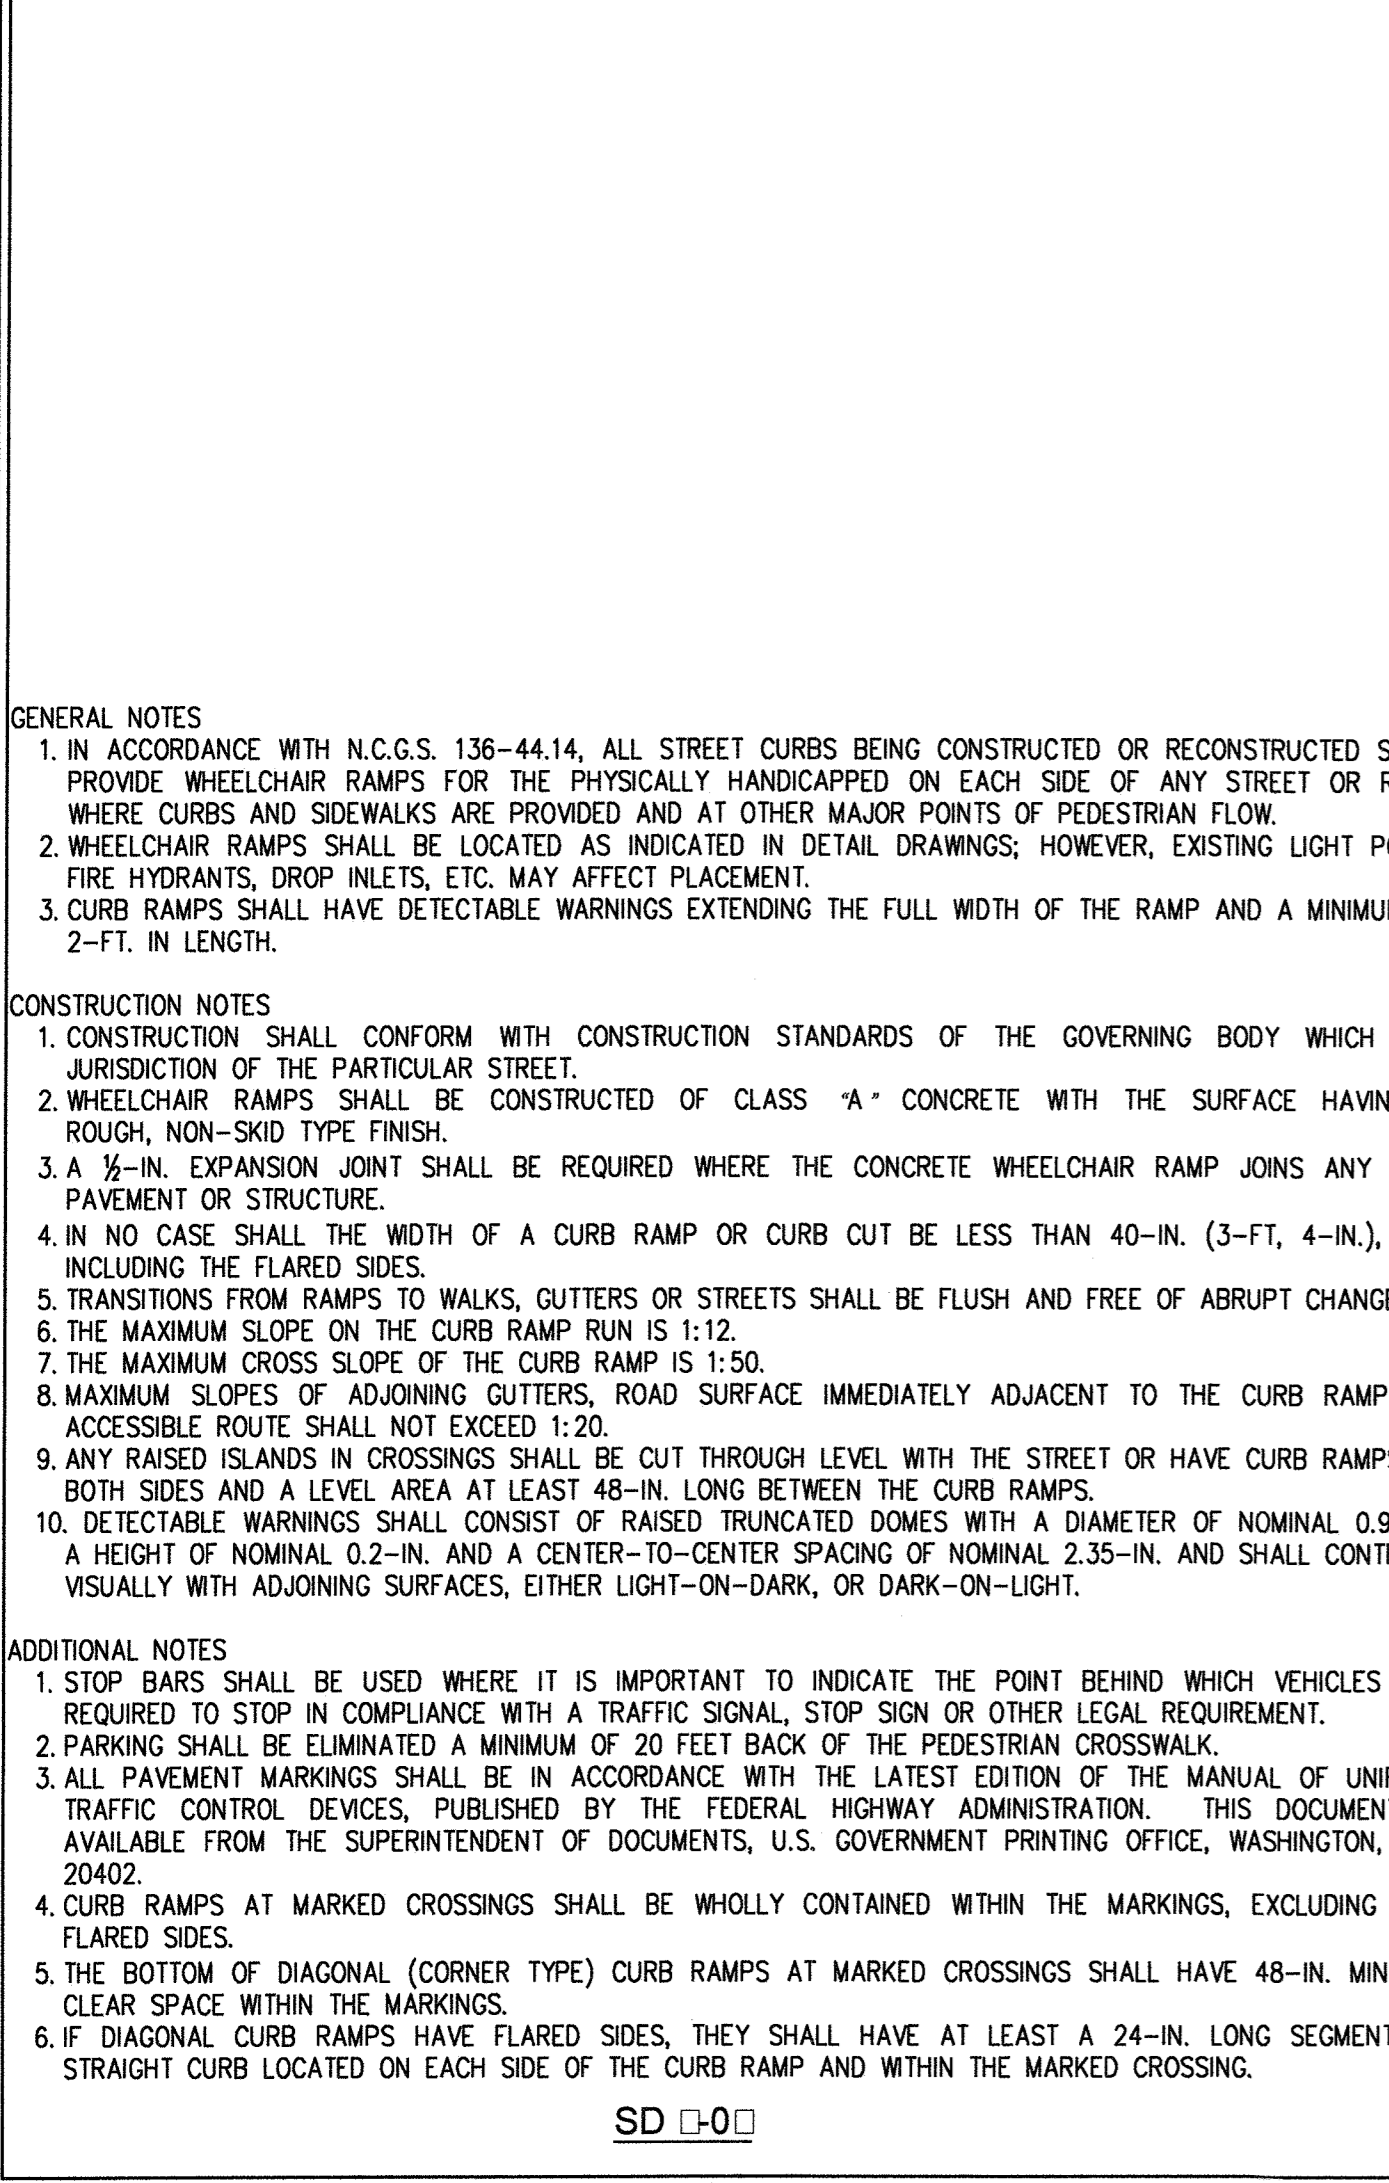 GENERAL NOTES
1. IN ACCORDANCE WITH N.C.G.S. 136-44.14, ALL STREET CURBS BEING CONSTRUCTED OR RECONSTRUCTED
PROVIDE WHEELCHAIR RAMPS FOR THE PHYSICALLY HANDICAPPED ON EACH SIDE OF ANY STREET OR
WHERE CURBS AND SIDEWALKS ARE PROVIDED AND AT OTHER MAJOR POINTS OF PEDESTRIAN FLOW.
2. WHEELCHAIR RAMPS SHALL BE LOCATED AS INDICATED IN DETAIL DRAWINGS; HOWEVER, EXISTING LIGHT
FIRE HYDRANTS, DROP INLETS, ETC. MAY AFFECT PLACEMENT.
3. CURB RAMPS SHALL HAVE DETECTABLE WARNINGS EXTENDING THE FULL WIDTH OF THE RAMP AND A
2-FT. IN LENGTH.
CONSTRUCTION NOTES
1. CONSTRUCTION SHALL CONFORM WITH CONSTRUCTION STANDARDS OF THE GOVERNING BODY WHICH
JURISDICTION OF THE PARTICULAR STREET.
2. WHEELCHAIR RAMPS SHALL BE CONSTRUCTED OF CLASS "A" CONCRETE WITH THE SURFACE
ROUGH, NON-SKID TYPE FINISH.
3. A ½-IN. EXPANSION JOINT SHALL BE REQUIRED WHERE THE CONCRETE WHEELCHAIR RAMP JOINS ANY
PAVEMENT OR STRUCTURE.
4. IN NO CASE SHALL THE WIDTH OF A CURB RAMP OR CURB CUT BE LESS THAN 40-IN. (3-FT, 4-IN.),
INCLUDING THE FLARED SIDES.
5. TRANSITIONS FROM RAMPS TO WALKS, GUTTERS OR STREETS SHALL BE FLUSH AND FREE OF ABRUPT
6. THE MAXIMUM SLOPE ON THE CURB RAMP RUN IS 1:12.
7. THE MAXIMUM CROSS SLOPE OF THE CURB RAMP IS 1:50.
8. MAXIMUM SLOPES OF ADJOINING GUTTERS, ROAD SURFACE IMMEDIATELY ADJACENT TO THE CURB RAMP
ACCESSIBLE ROUTE SHALL NOT EXCEED 1:20.
9. ANY RAISED ISLANDS IN CROSSINGS SHALL BE CUT THROUGH LEVEL WITH THE STREET OR HAVE CURB
BOTH SIDES AND A LEVEL AREA AT LEAST 48-IN. LONG BETWEEN THE CURB RAMPS.
10. DETECTABLE WARNINGS SHALL CONSIST OF RAISED TRUNCATED DOMES WITH A DIAMETER OF NOMINAL
A HEIGHT OF NOMINAL 0.2-IN. AND A CENTER-TO-CENTER SPACING OF NOMINAL 2.35-IN. AND SHALL
VISUALLY WITH ADJOINING SURFACES, EITHER LIGHT-ON-DARK, OR DARK-ON-LIGHT.
ADDITIONAL NOTES
1. STOP BARS SHALL BE USED WHERE IT IS IMPORTANT TO INDICATE THE POINT BEHIND WHICH VEHICLES
REQUIRED TO STOP IN COMPLIANCE WITH A TRAFFIC SIGNAL, STOP SIGN OR OTHER LEGAL REQUIREMENT.
2. PARKING SHALL BE ELIMINATED A MINIMUM OF 20 FEET BACK OF THE PEDESTRIAN CROSSWALK.
3. ALL PAVEMENT MARKINGS SHALL BE IN ACCORDANCE WITH THE LATEST EDITION OF THE MANUAL OF
TRAFFIC CONTROL DEVICES, PUBLISHED BY THE FEDERAL HIGHWAY ADMINISTRATION. THIS
AVAILABLE FROM THE SUPERINTENDENT OF DOCUMENTS, U.S. GOVERNMENT PRINTING OFFICE, WASHINGTON,
20402.
4. CURB RAMPS AT MARKED CROSSINGS SHALL BE WHOLLY CONTAINED WITHIN THE MARKINGS, EXCLUDING
FLARED SIDES.
5. THE BOTTOM OF DIAGONAL (CORNER TYPE) CURB RAMPS AT MARKED CROSSINGS SHALL HAVE 48-IN.
CLEAR SPACE WITHIN THE MARKINGS.
6. IF DIAGONAL CURB RAMPS HAVE FLARED SIDES, THEY SHALL HAVE AT LEAST A 24-IN. LONG
STRAIGHT CURB LOCATED ON EACH SIDE OF THE CURB RAMP AND WITHIN THE MARKED CROSSING.
SD □-0□